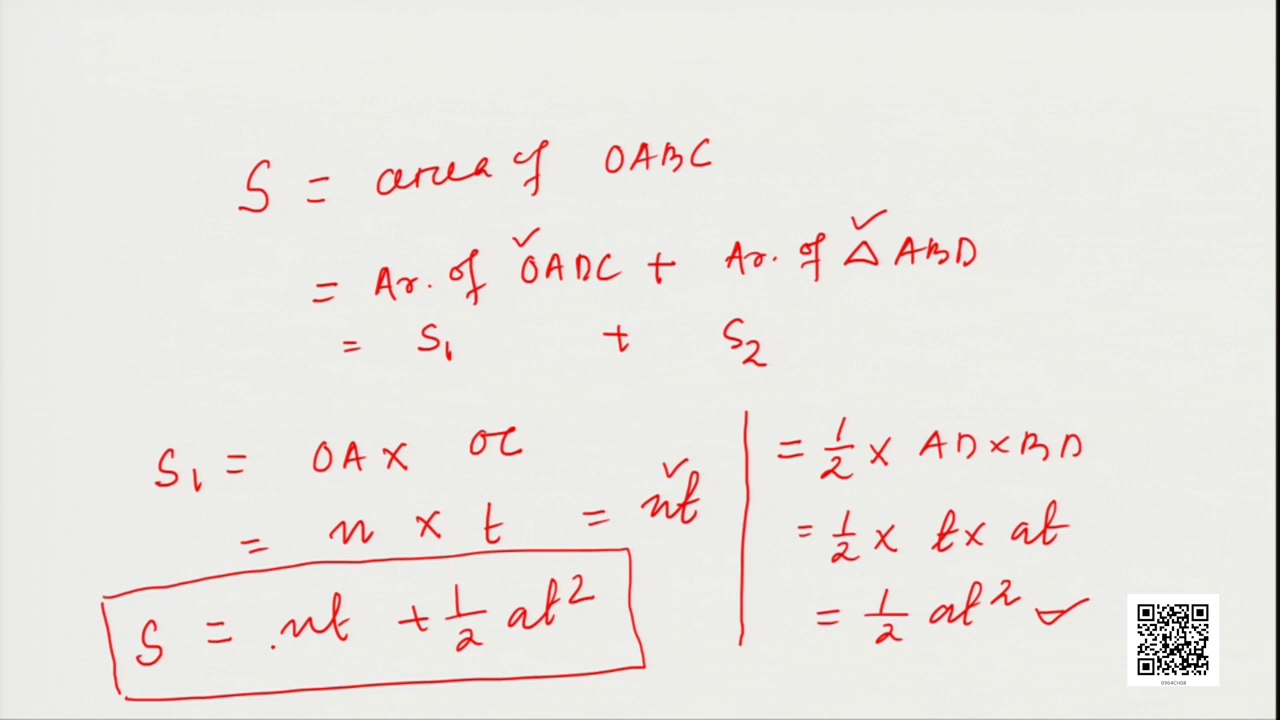 S = area of OABC
= Ar. of OADC + Ar. of △ ABD
= S₁ + S₂
S₁ = OA × OC
= u × t = ut
S = ut + 1/2 at²
= 1/2 × AD × BD
= 1/2 × t × at
= 1/2 at²
0964CH08